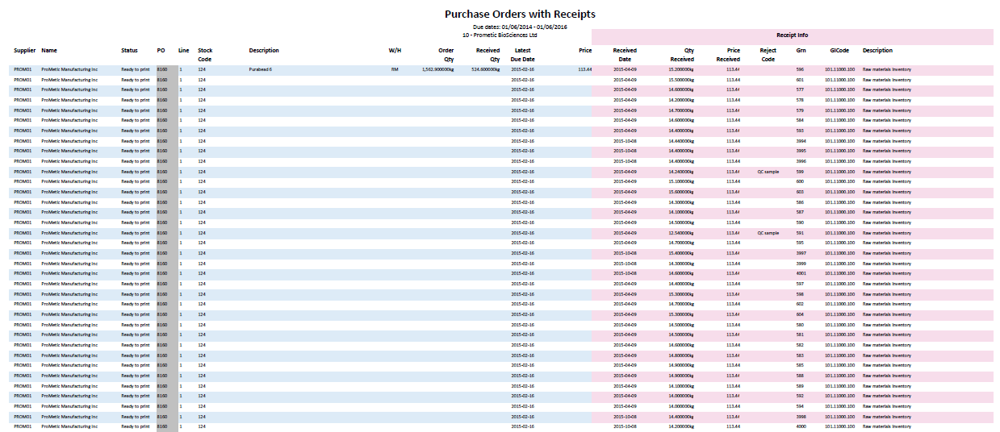 Purchase Orders with Receipts
Due dates: 01/06/2014 - 01/06/2016
10 - Prometic BioSciences Ltd
Receipt Info
Supplier Name Status PO Line Stock Code Description W/H Order Qty Received Qty Latest Due Date Price Received Date Qty Received Price Received Reject Code Grn GlCode Description
PROM01 ProMetic Manufacturing Inc Ready to print 8160 1 124 Purabead 6 RM 1,562.900000kg 524.600000kg 2015-02-16 113.44 2015-04-09 15.200000kg 113.44 596 101.11000.100 Raw materials Inventory
PROM01 ProMetic Manufacturing Inc Ready to print 8160 1 124 2015-02-16 2015-04-09 15.500000kg 113.44 601 101.11000.100 Raw materials Inventory
PROM01 ProMetic Manufacturing Inc Ready to print 8160 1 124 2015-02-16 2015-04-09 14.600000kg 113.44 577 101.11000.100 Raw materials Inventory
PROM01 ProMetic Manufacturing Inc Ready to print 8160 1 124 2015-02-16 2015-04-09 14.200000kg 113.44 578 101.11000.100 Raw materials Inventory
PROM01 ProMetic Manufacturing Inc Ready to print 8160 1 124 2015-02-16 2015-04-09 14.700000kg 113.44 579 101.11000.100 Raw materials Inventory
PROM01 ProMetic Manufacturing Inc Ready to print 8160 1 124 2015-02-16 2015-04-09 14.600000kg 113.44 584 101.11000.100 Raw materials Inventory
PROM01 ProMetic Manufacturing Inc Ready to print 8160 1 124 2015-02-16 2015-04-09 14.400000kg 113.44 593 101.11000.100 Raw materials Inventory
PROM01 ProMetic Manufacturing Inc Ready to print 8160 1 124 2015-02-16 2015-10-08 14.440000kg 113.44 3994 101.11000.100 Raw materials Inventory
PROM01 ProMetic Manufacturing Inc Ready to print 8160 1 124 2015-02-16 2015-10-08 14.400000kg 113.44 3995 101.11000.100 Raw materials Inventory
PROM01 ProMetic Manufacturing Inc Ready to print 8160 1 124 2015-02-16 2015-10-08 14.400000kg 113.44 3996 101.11000.100 Raw materials Inventory
PROM01 ProMetic Manufacturing Inc Ready to print 8160 1 124 2015-02-16 2015-04-09 14.240000kg 113.44 QC sample 599 101.11000.100 Raw materials Inventory
PROM01 ProMetic Manufacturing Inc Ready to print 8160 1 124 2015-02-16 2015-04-09 15.100000kg 113.44 600 101.11000.100 Raw materials Inventory
PROM01 ProMetic Manufacturing Inc Ready to print 8160 1 124 2015-02-16 2015-04-09 15.600000kg 113.44 603 101.11000.100 Raw materials Inventory
PROM01 ProMetic Manufacturing Inc Ready to print 8160 1 124 2015-02-16 2015-04-09 14.300000kg 113.44 586 101.11000.100 Raw materials Inventory
PROM01 ProMetic Manufacturing Inc Ready to print 8160 1 124 2015-02-16 2015-04-09 14.100000kg 113.44 587 101.11000.100 Raw materials Inventory
PROM01 ProMetic Manufacturing Inc Ready to print 8160 1 124 2015-02-16 2015-04-09 14.500000kg 113.44 590 101.11000.100 Raw materials Inventory
PROM01 ProMetic Manufacturing Inc Ready to print 8160 1 124 2015-02-16 2015-04-09 12.540000kg 113.44 QC sample 591 101.11000.100 Raw materials Inventory
PROM01 ProMetic Manufacturing Inc Ready to print 8160 1 124 2015-02-16 2015-04-09 14.700000kg 113.44 595 101.11000.100 Raw materials Inventory
PROM01 ProMetic Manufacturing Inc Ready to print 8160 1 124 2015-02-16 2015-10-08 15.400000kg 113.44 3997 101.11000.100 Raw materials Inventory
PROM01 ProMetic Manufacturing Inc Ready to print 8160 1 124 2015-02-16 2015-10-08 14.300000kg 113.44 3999 101.11000.100 Raw materials Inventory
PROM01 ProMetic Manufacturing Inc Ready to print 8160 1 124 2015-02-16 2015-10-08 14.600000kg 113.44 4001 101.11000.100 Raw materials Inventory
PROM01 ProMetic Manufacturing Inc Ready to print 8160 1 124 2015-02-16 2015-04-09 14.400000kg 113.44 597 101.11000.100 Raw materials Inventory
PROM01 ProMetic Manufacturing Inc Ready to print 8160 1 124 2015-02-16 2015-04-09 15.300000kg 113.44 598 101.11000.100 Raw materials Inventory
PROM01 ProMetic Manufacturing Inc Ready to print 8160 1 124 2015-02-16 2015-04-09 14.700000kg 113.44 602 101.11000.100 Raw materials Inventory
PROM01 ProMetic Manufacturing Inc Ready to print 8160 1 124 2015-02-16 2015-04-09 15.300000kg 113.44 604 101.11000.100 Raw materials Inventory
PROM01 ProMetic Manufacturing Inc Ready to print 8160 1 124 2015-02-16 2015-04-09 14.500000kg 113.44 580 101.11000.100 Raw materials Inventory
PROM01 ProMetic Manufacturing Inc Ready to print 8160 1 124 2015-02-16 2015-04-09 14.500000kg 113.44 581 101.11000.100 Raw materials Inventory
PROM01 ProMetic Manufacturing Inc Ready to print 8160 1 124 2015-02-16 2015-04-09 14.600000kg 113.44 582 101.11000.100 Raw materials Inventory
PROM01 ProMetic Manufacturing Inc Ready to print 8160 1 124 2015-02-16 2015-04-09 14.800000kg 113.44 583 101.11000.100 Raw materials Inventory
PROM01 ProMetic Manufacturing Inc Ready to print 8160 1 124 2015-02-16 2015-04-09 14.900000kg 113.44 585 101.11000.100 Raw materials Inventory
PROM01 ProMetic Manufacturing Inc Ready to print 8160 1 124 2015-02-16 2015-04-09 14.900000kg 113.44 588 101.11000.100 Raw materials Inventory
PROM01 ProMetic Manufacturing Inc Ready to print 8160 1 124 2015-02-16 2015-04-09 14.100000kg 113.44 589 101.11000.100 Raw materials Inventory
PROM01 ProMetic Manufacturing Inc Ready to print 8160 1 124 2015-02-16 2015-04-09 14.000000kg 113.44 592 101.11000.100 Raw materials Inventory
PROM01 ProMetic Manufacturing Inc Ready to print 8160 1 124 2015-02-16 2015-04-09 14.000000kg 113.44 594 101.11000.100 Raw materials Inventory
PROM01 ProMetic Manufacturing Inc Ready to print 8160 1 124 2015-02-16 2015-10-08 14.400000kg 113.44 3998 101.11000.100 Raw materials Inventory
PROM01 ProMetic Manufacturing Inc Ready to print 8160 1 124 2015-02-16 2015-10-08 14.200000kg 113.44 4000 101.11000.100 Raw materials Inventory